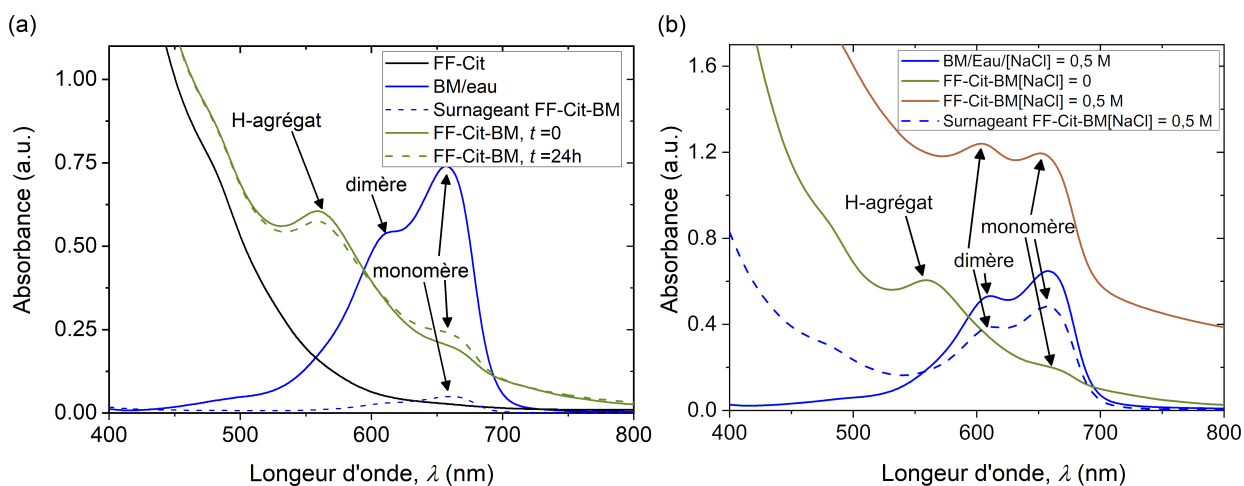 (a)
1.00
0.75
0.50
0.25
0.00
400
500
600
700
800
Absorbance (a.u.)
Longeur d'onde, λ (nm)
FF-Cit
BM/eau
Surnageant FF-Cit-BM
FF-Cit-BM, t =0
FF-Cit-BM, t =24h
H-agrégat
dimère
monomère
(b)
1.6
1.2
0.8
0.4
0.0
400
500
600
700
800
Absorbance (a.u.)
Longeur d'onde, λ (nm)
BM/Eau/[NaCl] = 0,5 M
FF-Cit-BM[NaCl] = 0
FF-Cit-BM[NaCl] = 0,5 M
Surnageant FF-Cit-BM[NaCl] = 0,5 M
H-agrégat
monomère
dimère